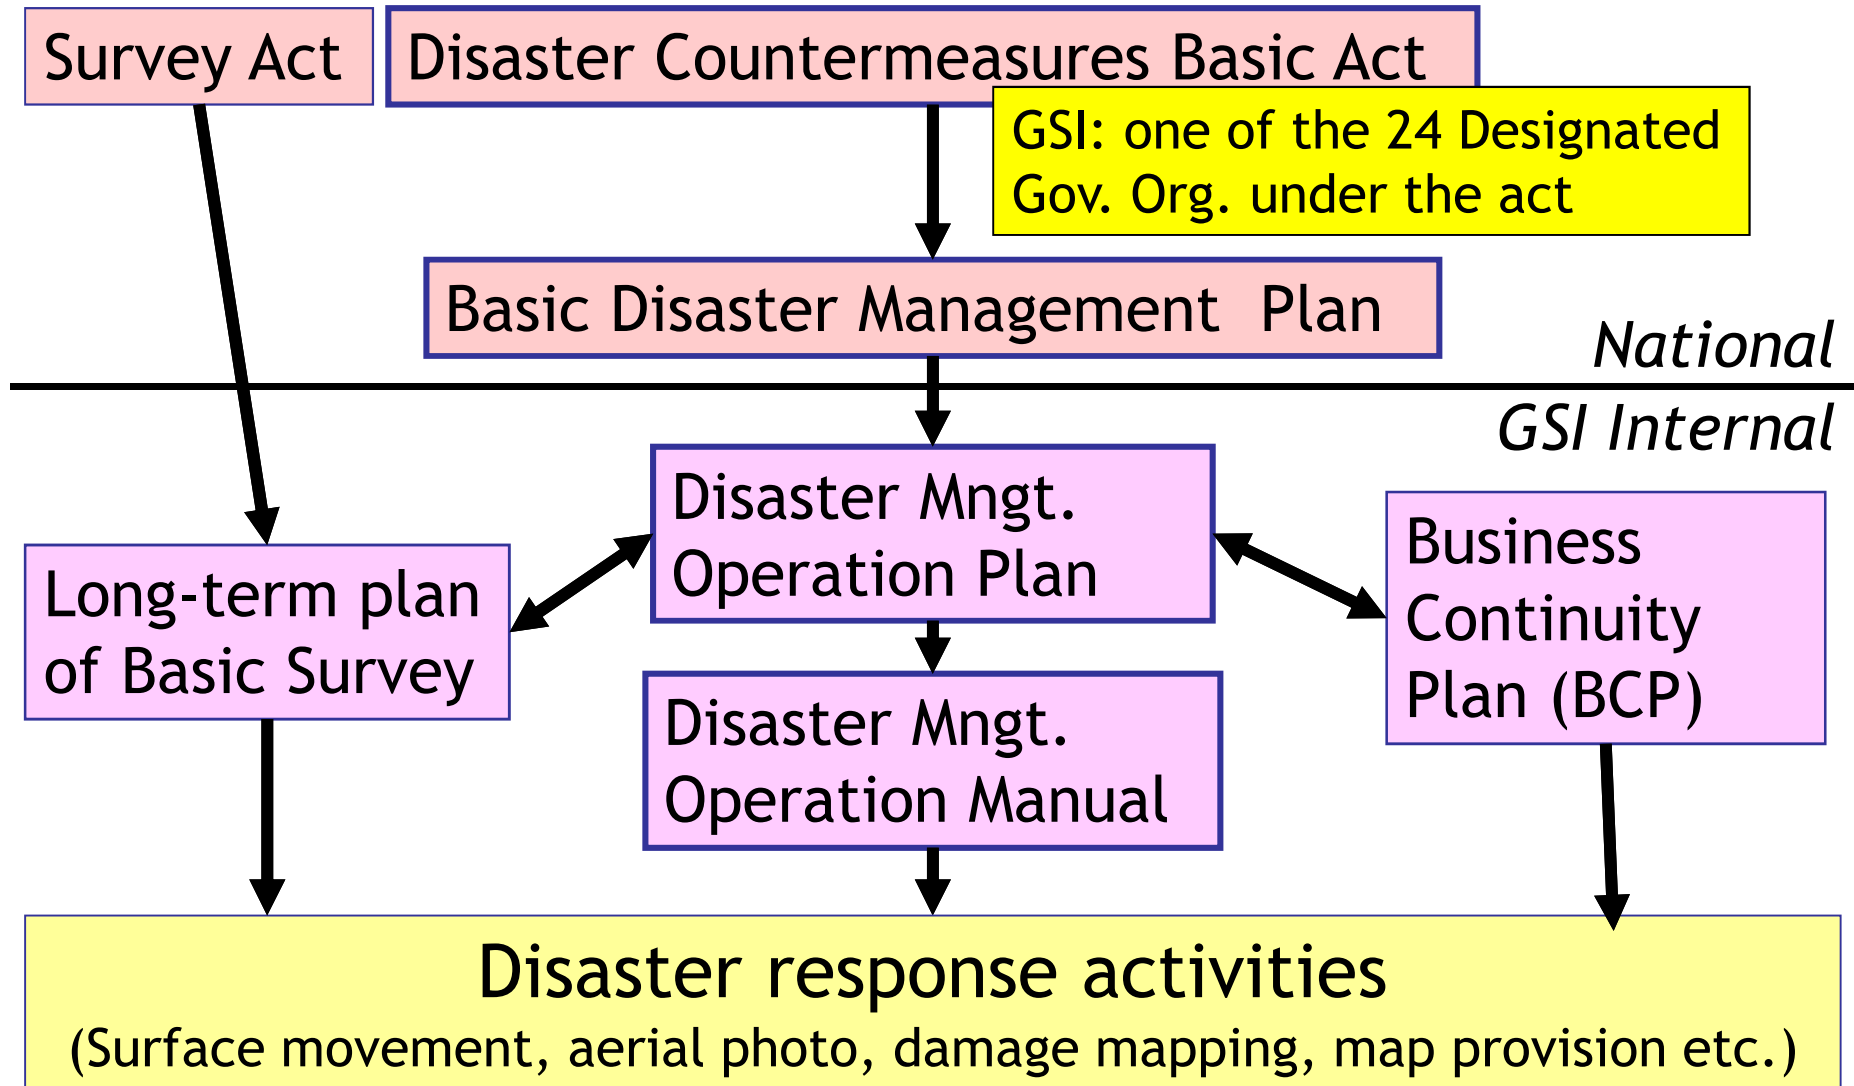 Survey Act
Disaster Countermeasures Basic Act
GSI: one of the 24 Designated
Gov. Org. under the act
Basic Disaster Management  Plan
National
GSI Internal
Disaster Mngt.
Operation Plan
Long-term plan
of Basic Survey
Business
Continuity
Plan (BCP)
Disaster Mngt.
Operation Manual
Disaster response activities
(Surface movement, aerial photo, damage mapping, map provision etc.)